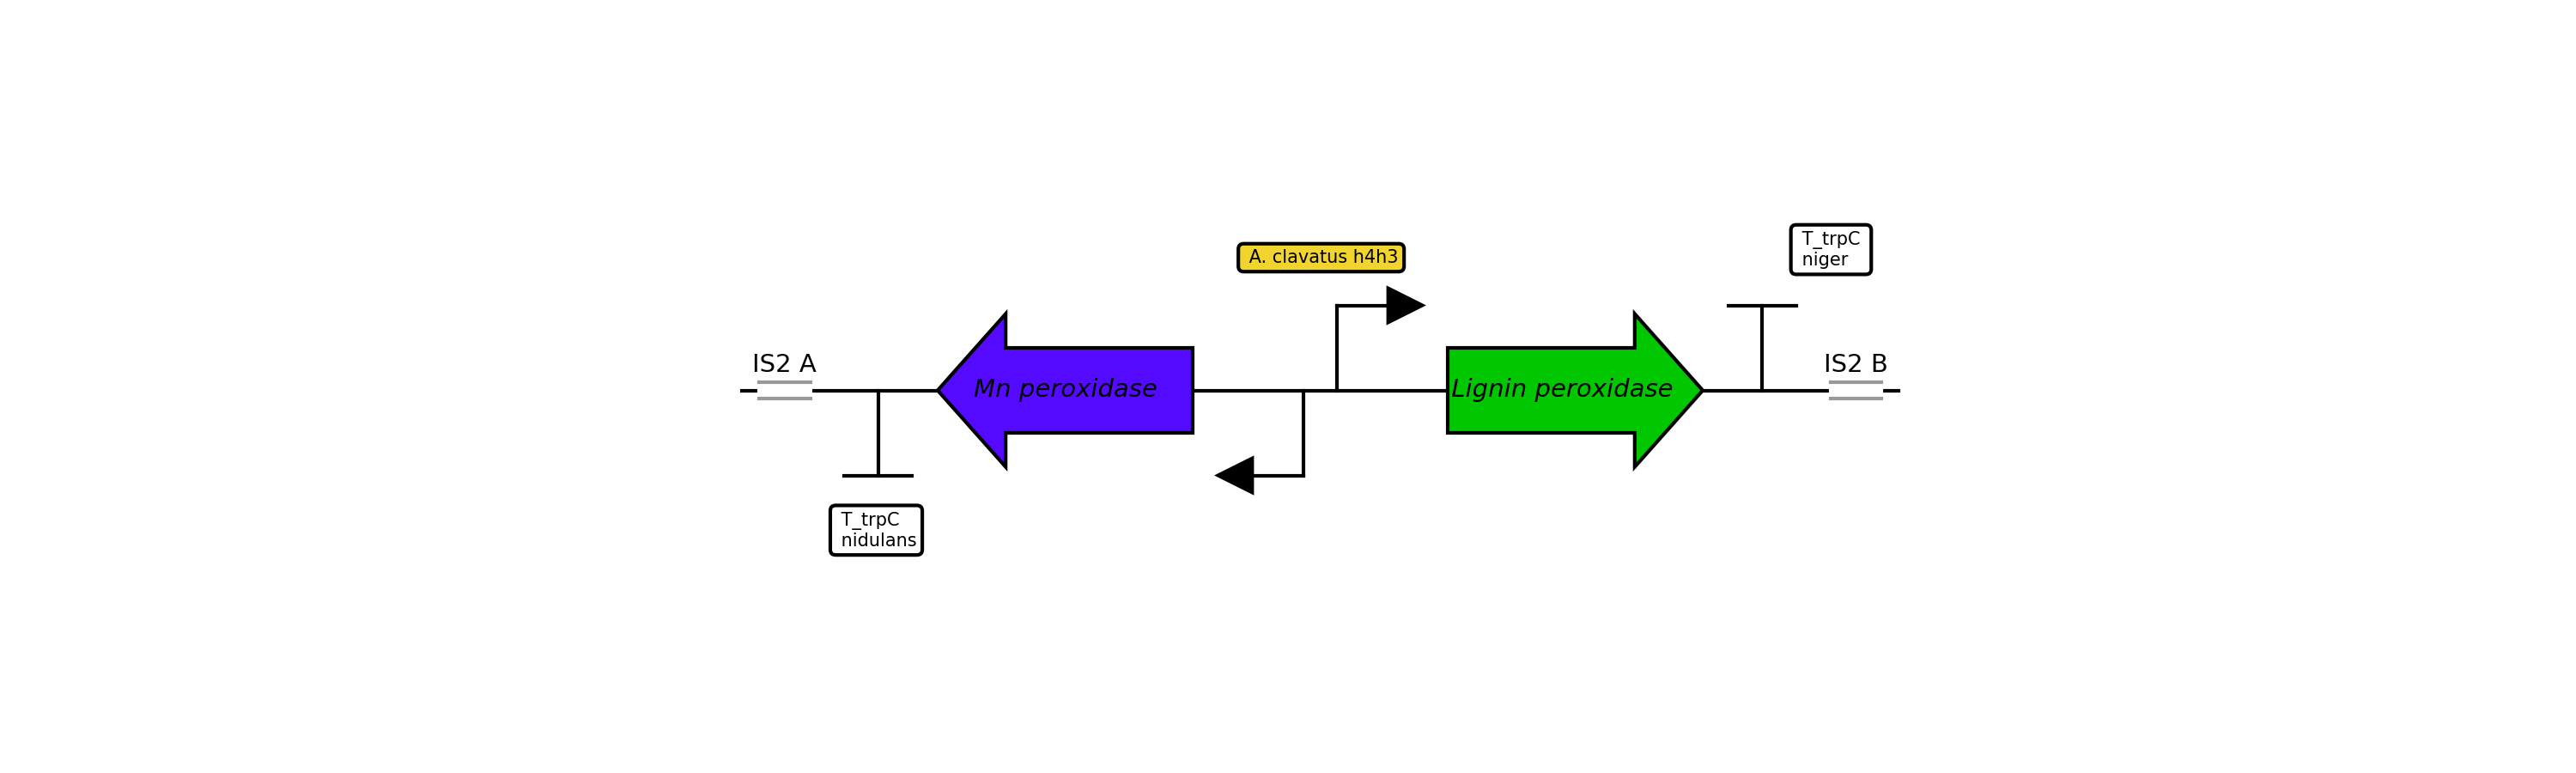 A. clavatus h4h3
T_trpC
niger
IS2 A
IS2 B
Mn peroxidase
Lignin peroxidase
T_trpC
nidulans